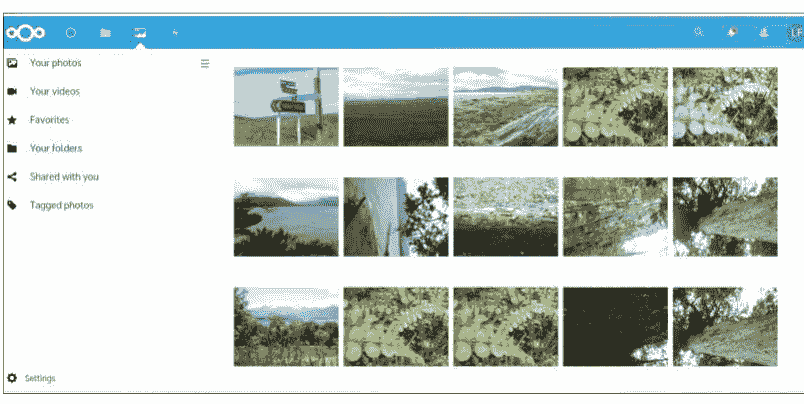 Your photos
Your videos
Favorites
Your folders
Shared with you
Tagged photos
Settings